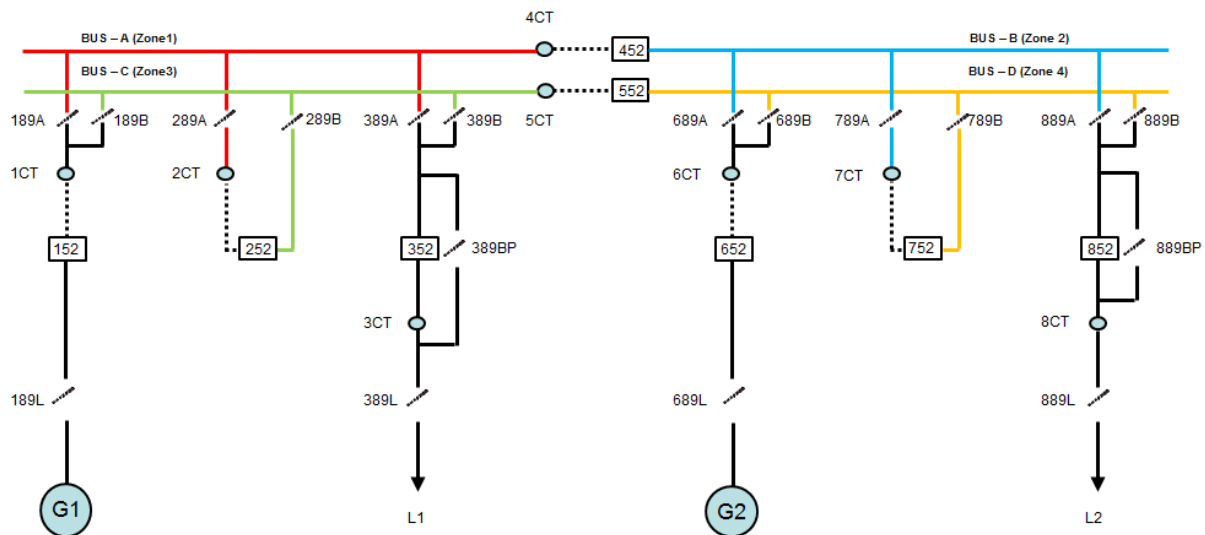 4CT
BUS – A (Zone1)
452
BUS – B (Zone 2)
BUS – C (Zone3)
552
BUS – D (Zone 4)
5CT
189A
189B
289A
289B
389A
389B
689A
689B
789A
789B
889A
889B
1CT
2CT
6CT
7CT
152
252
352
389BP
652
752
852
889BP
3CT
8CT
189L
389L
689L
889L
G1
L1
G2
L2